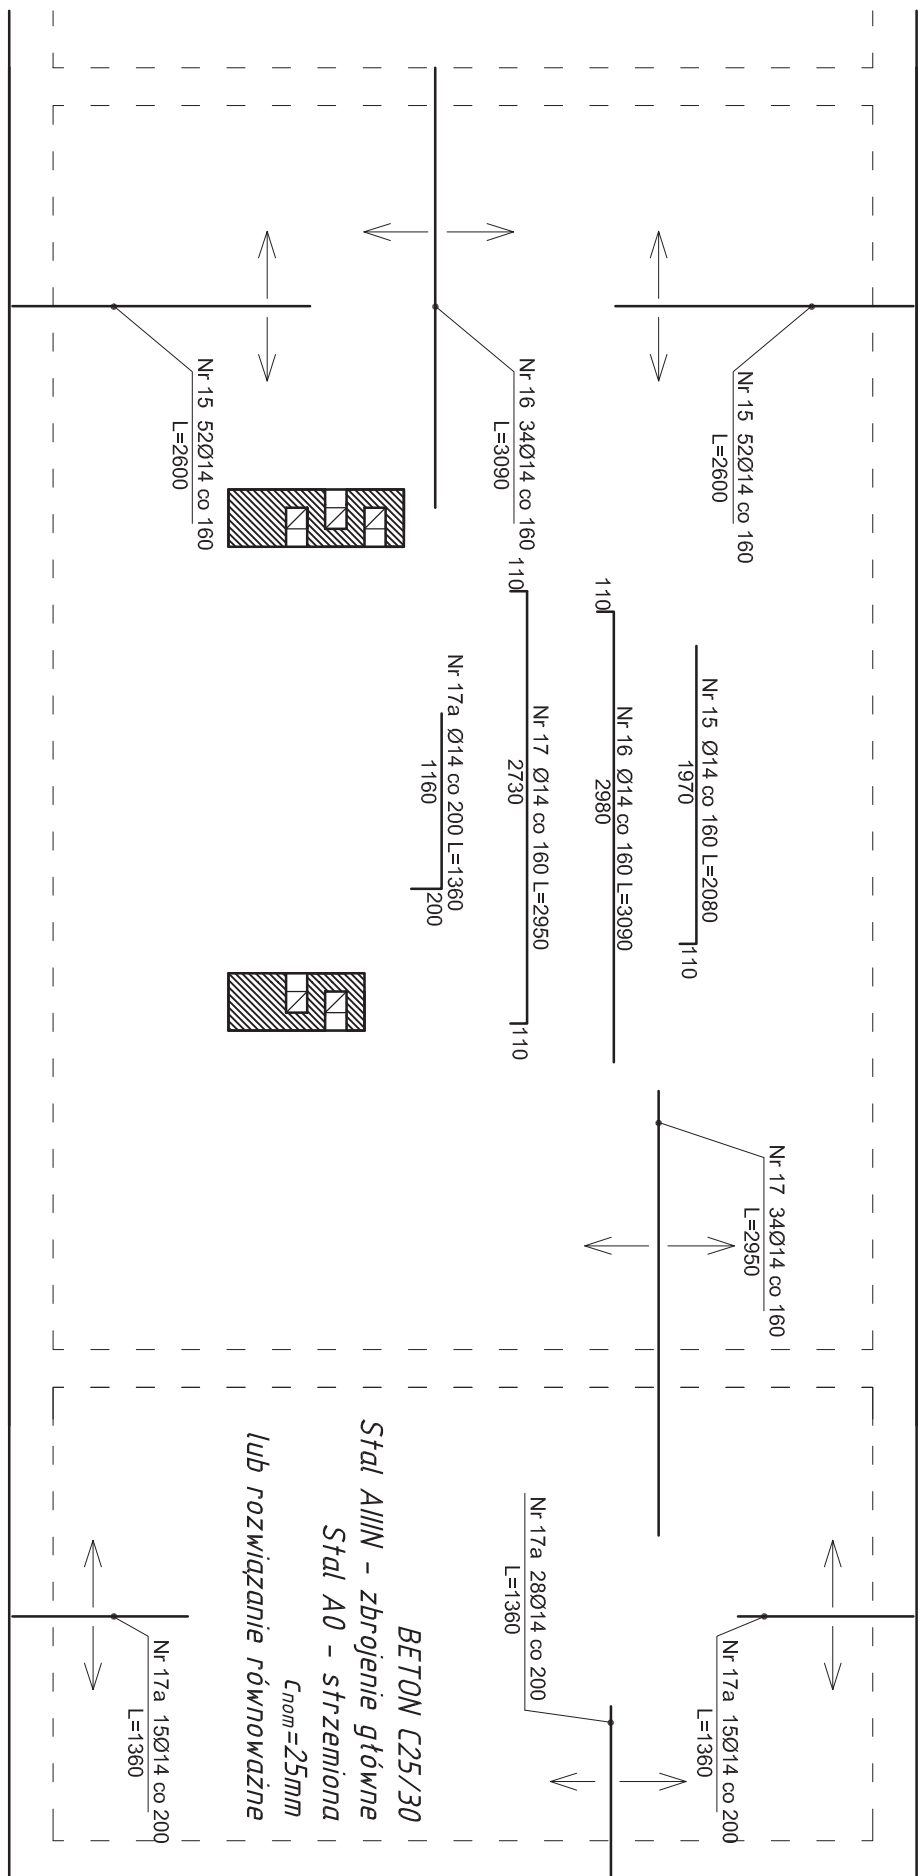 Nr 15 52Ø14 co 160
L=2600
Nr 16 34Ø14 co 160
L=3090
Nr 15 52Ø14 co 160
L=2600
Nr 15 Ø14 co 160 L=2080
1970
110
Nr 16 Ø14 co 160 L=3090
110
2980
Nr 17 Ø14 co 160 L=2950
110
2730
110
Nr 17a Ø14 co 200 L=1360
1160
200
Nr 17 34Ø14 co 160
L=2950
Nr 17a 15Ø14 co 200
L=1360
Nr 17a 28Ø14 co 200
L=1360
Nr 17a 15Ø14 co 200
L=1360
BETON C25/30
Stal AIIIN - zbrojenie główne
Stal A0 - strzemiona
Cnom=25mm
lub rozwiązanie równoważne